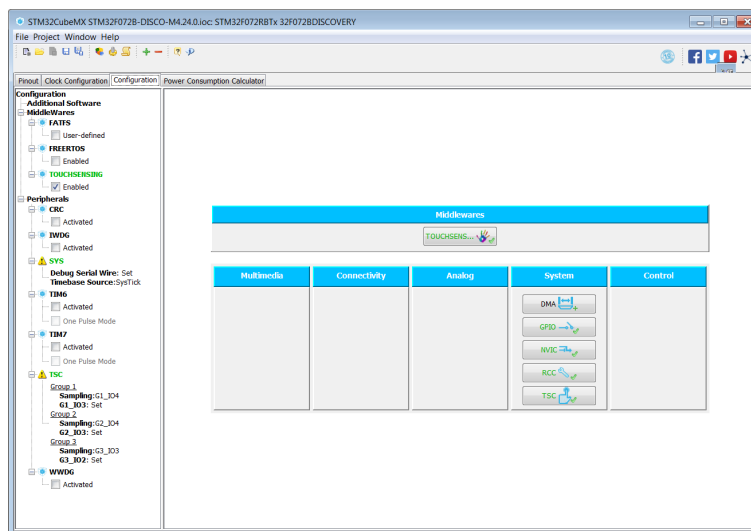 STM32CubeMX STM32F072B-DISCO-M4.24.0.ioc: STM32F072RBTx 32F072BDISCOVERY
File Project Window Help
Pinout Clock Configuration Configuration Power Consumption Calculator
Configuration
Additional Software
MiddleWares
FATFS
User-defined
FREERTOS
Enabled
TOUCHSENSING
Enabled
Peripherals
CRC
Activated
IWDG
Activated
SYS
Debug Serial Wire: Set
Timebase Source:SysTick
TIM6
Activated
One Pulse Mode
TIM7
Activated
One Pulse Mode
TSC
Group 1
Sampling:G1_IO4
G1_IO3: Set
Group 2
Sampling:G2_IO4
G2_IO3: Set
Group 3
Sampling:G3_IO3
G3_IO2: Set
WWDG
Activated
Middlewares
TOUCHSENS...
Multimedia Connectivity Analog System Control
DMA
GPIO
NVIC
RCC
TSC